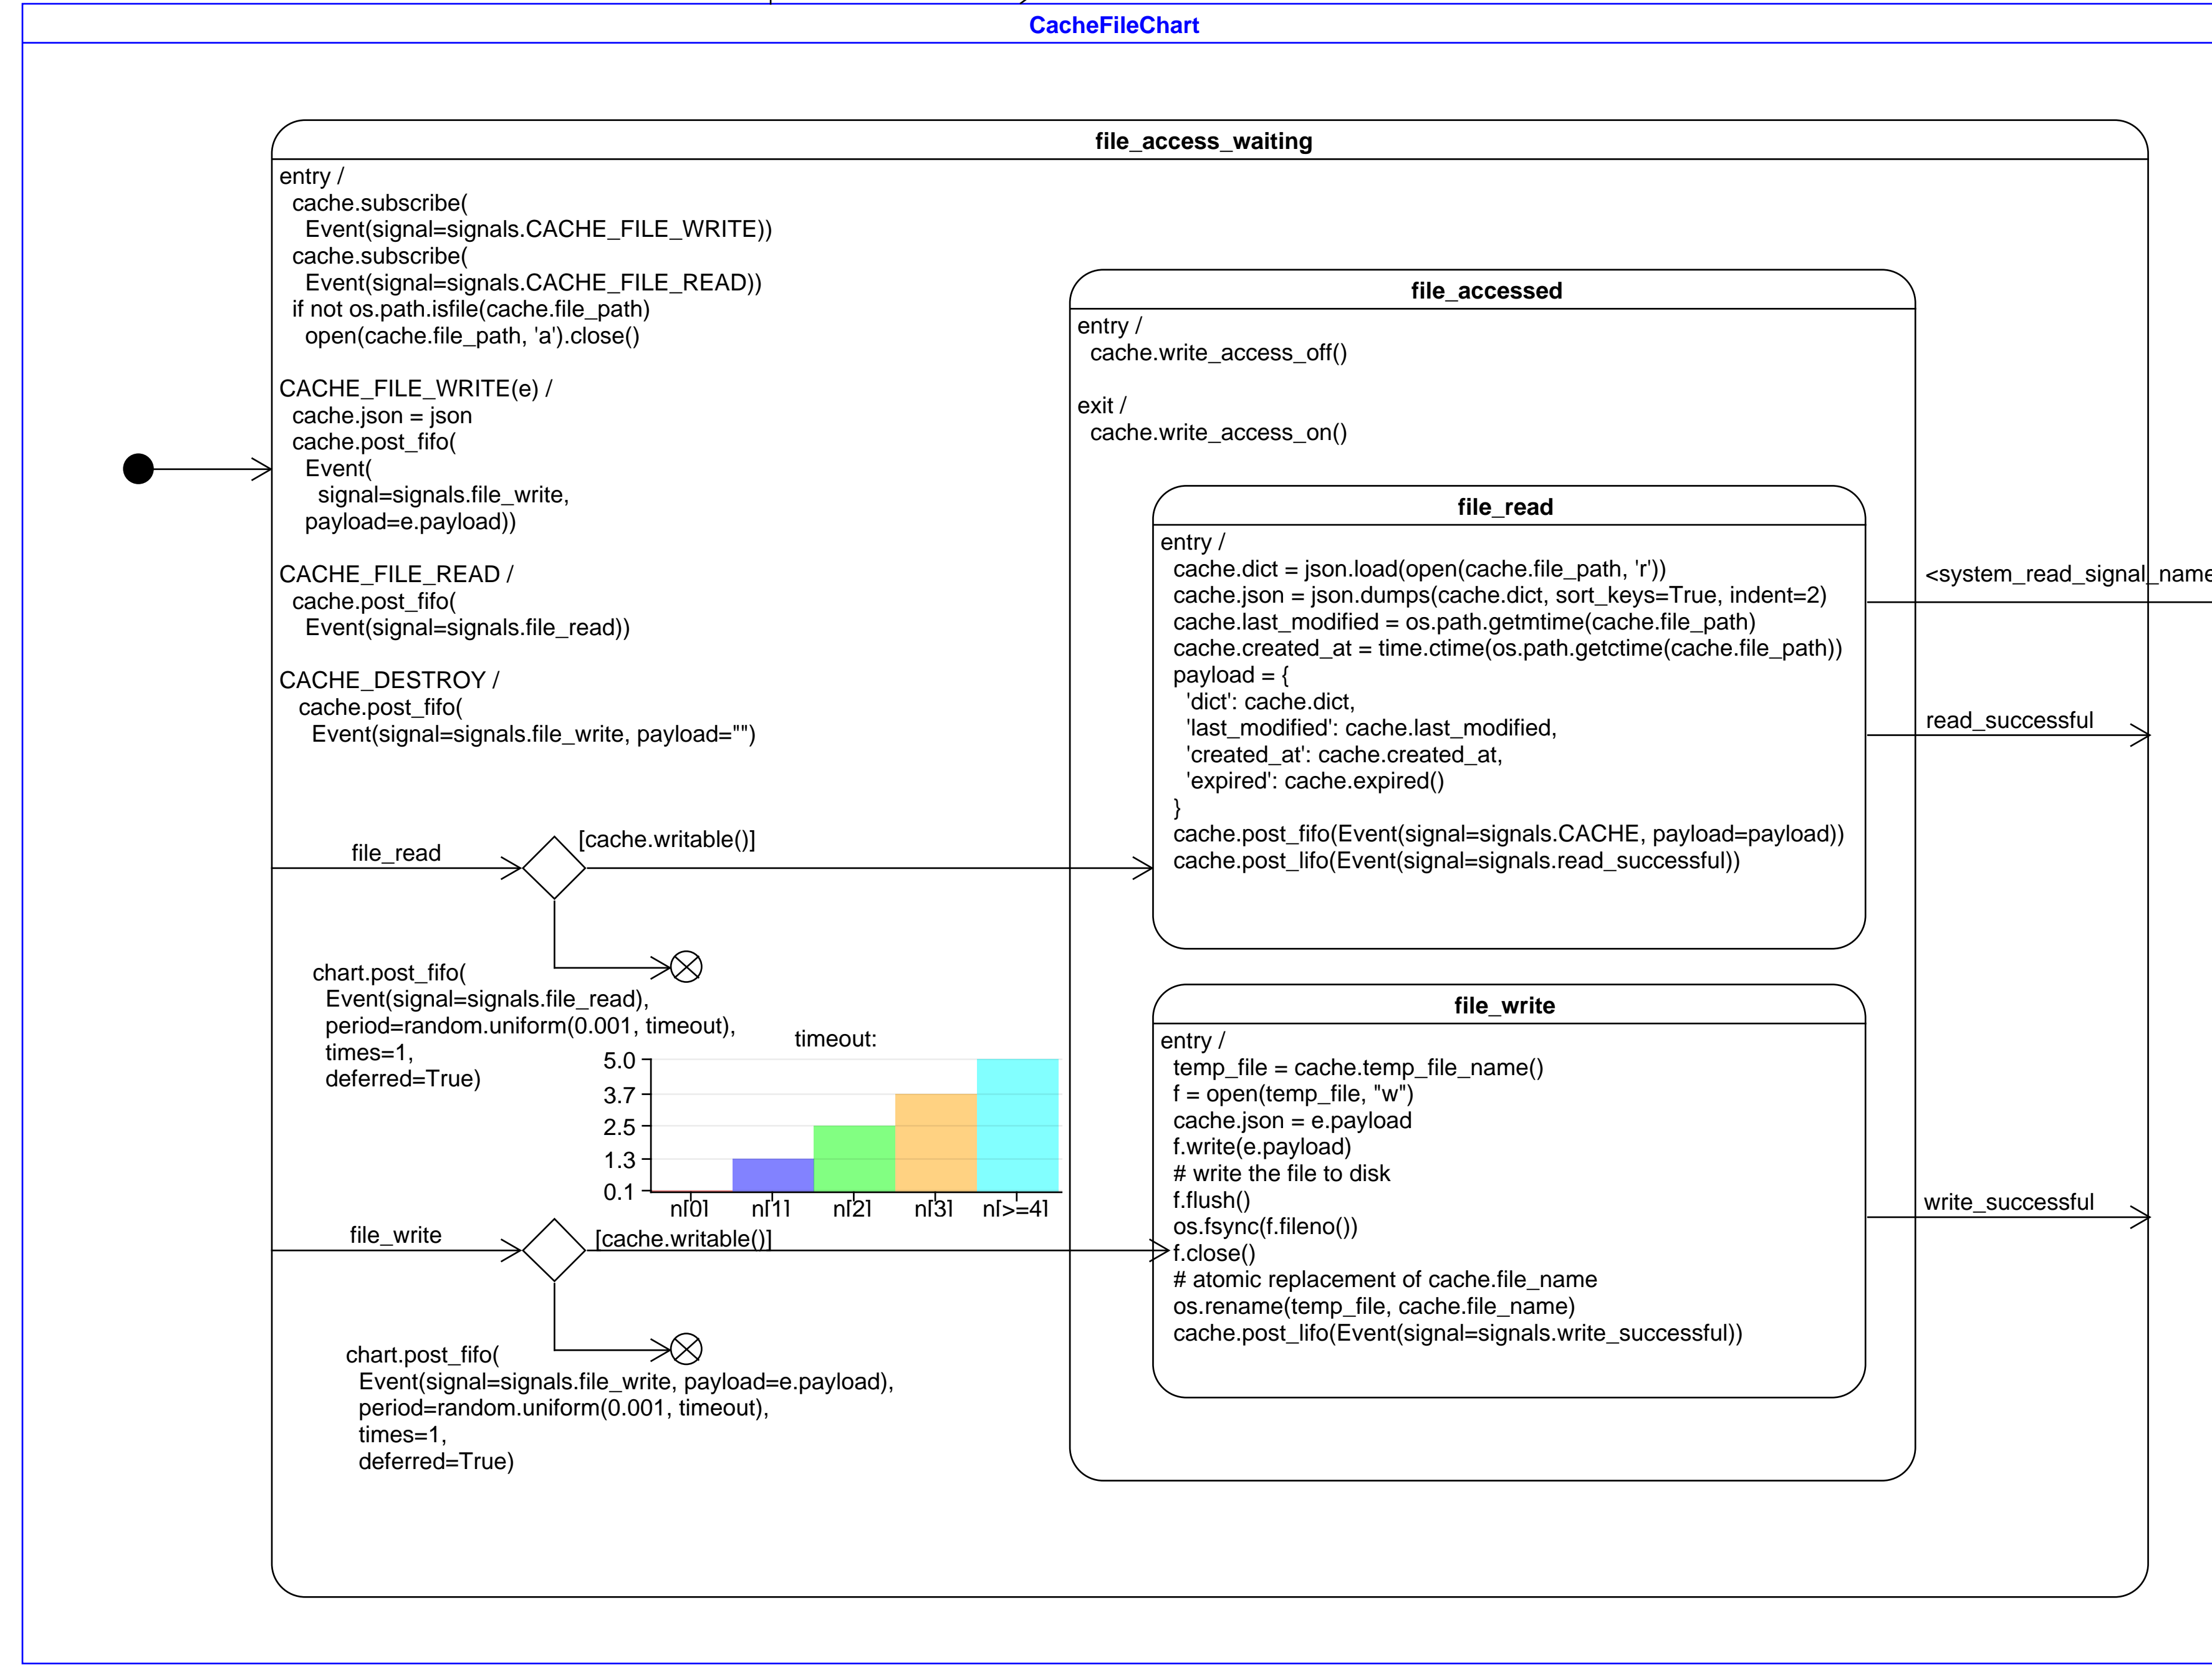 CacheFileChart
file_access_waiting
entry /
cache.subscribe(
Event(signal=signals.CACHE_FILE_WRITE))
cache.subscribe(
Event(signal=signals.CACHE_FILE_READ))
if not os.path.isfile(cache.file_path)
open(cache.file_path, 'a').close()
CACHE_FILE_WRITE(e) /
cache.json = json
cache.post_fifo(
Event(
signal=signals.file_write,
payload=e.payload))
CACHE_FILE_READ /
cache.post_fifo(
Event(signal=signals.file_read))
CACHE_DESTROY /
cache.post_fifo(
Event(signal=signals.file_write, payload="")
file_read
[cache.writable()]
chart.post_fifo(
Event(signal=signals.file_read),
period=random.uniform(0.001, timeout),
times=1,
deferred=True)
timeout:
5.0
3.7
2.5
1.3
0.1
n[0] n[1] n[2] n[3] n[>=4]
file_write
[cache.writable()]
chart.post_fifo(
Event(signal=signals.file_write, payload=e.payload),
period=random.uniform(0.001, timeout),
times=1,
deferred=True)
file_accessed
entry /
cache.write_access_off()
exit /
cache.write_access_on()
file_read
entry /
cache.dict = json.load(open(cache.file_path, 'r'))
cache.json = json.dumps(cache.dict, sort_keys=True, indent=2)
cache.last_modified = os.path.getmtime(cache.file_path)
cache.created_at = time.ctime(os.path.getctime(cache.file_path))
payload = {
'dict': cache.dict,
'last_modified': cache.last_modified,
'created_at': cache.created_at,
'expired': cache.expired()
}
cache.post_fifo(Event(signal=signals.CACHE, payload=payload))
cache.post_lifo(Event(signal=signals.read_successful))
<system_read_signal_name
read_successful
file_write
entry /
temp_file = cache.temp_file_name()
f = open(temp_file, "w")
cache.json = e.payload
f.write(e.payload)
# write the file to disk
f.flush()
os.fsync(f.fileno())
f.close()
# atomic replacement of cache.file_name
os.rename(temp_file, cache.file_name)
cache.post_lifo(Event(signal=signals.write_successful))
write_successful